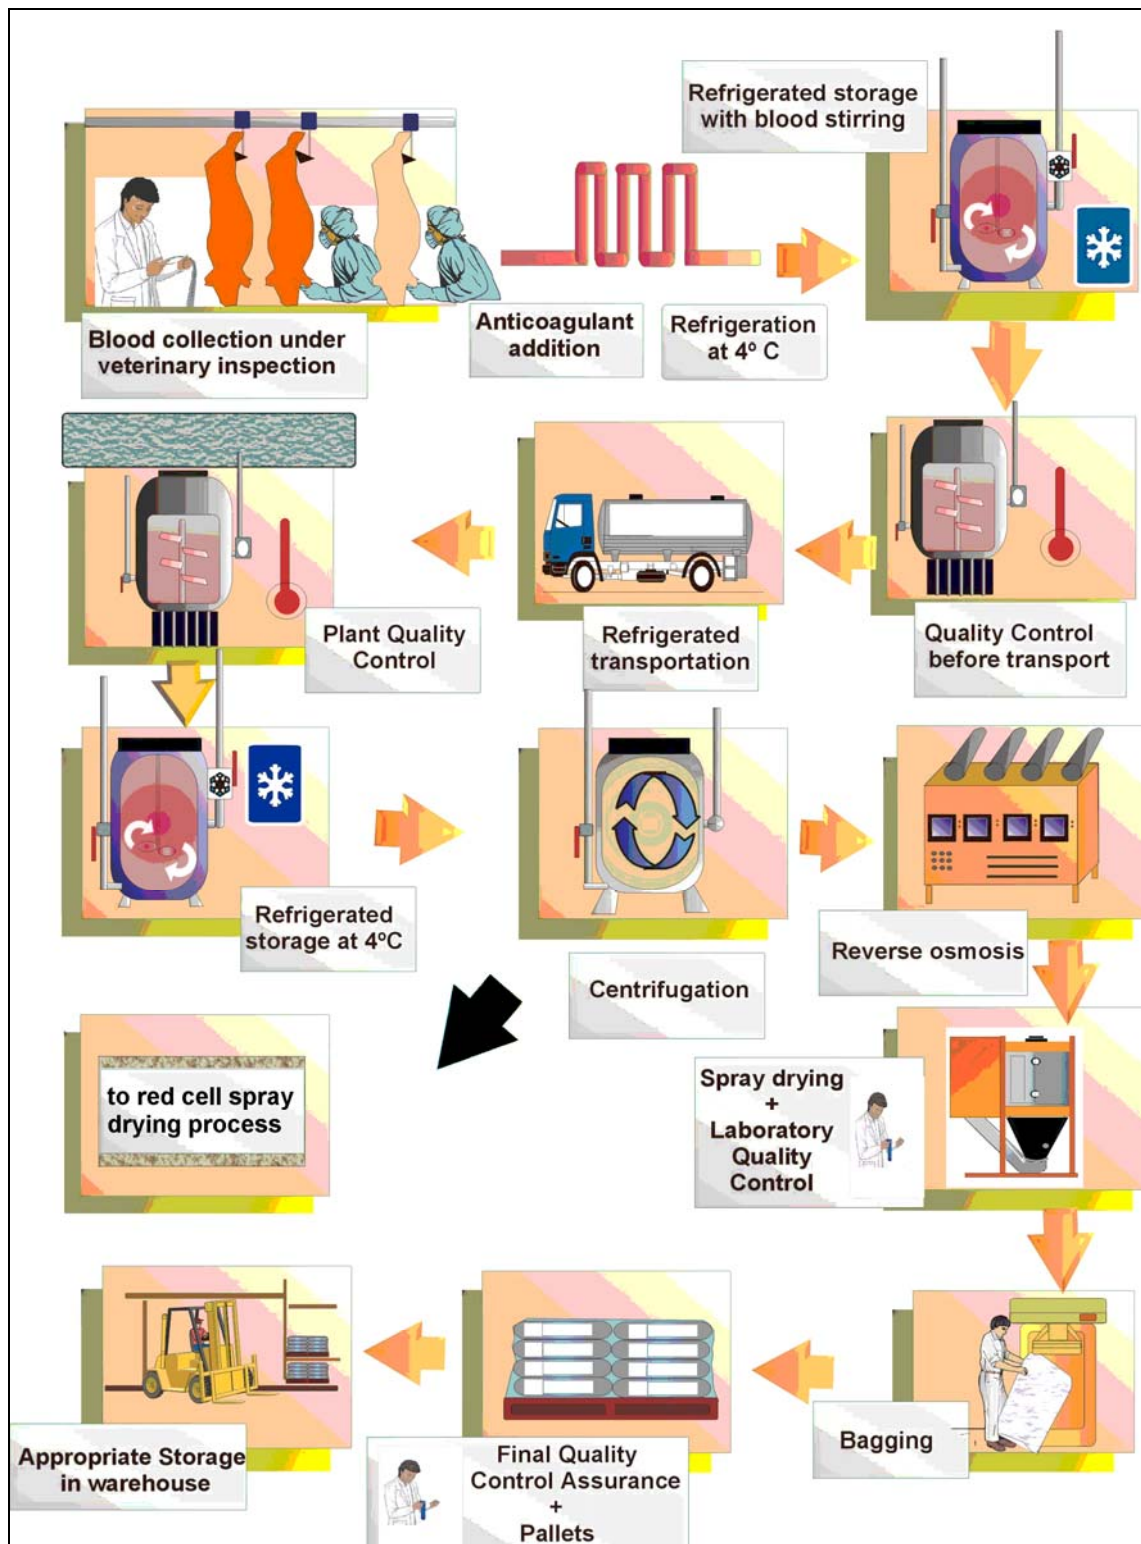 Blood collection under
veterinary inspection
Anticoagulant
addition
Refrigeration
at 4º C
Refrigerated storage
with blood stirring
Quality Control
before transport
Refrigerated
transportation
Plant Quality
Control
Refrigerated
storage at 4ºC
Centrifugation
Reverse osmosis
to red cell spray
drying process
Spray drying
+
Laboratory
Quality
Control
Bagging
Final Quality
Control Assurance
+
Pallets
Appropriate Storage
in warehouse